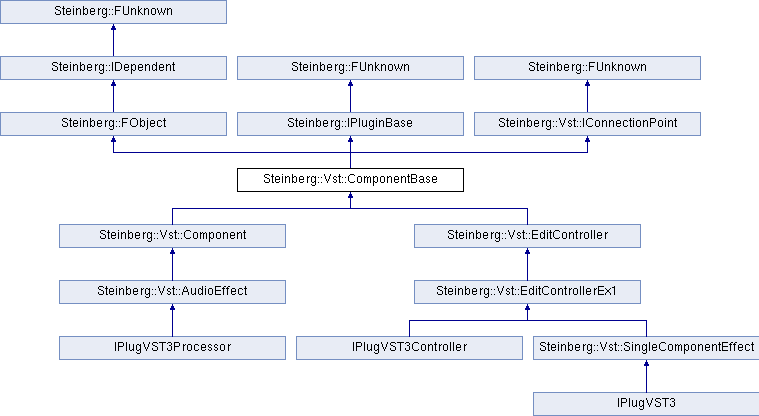 Steinberg::FUnknown
Steinberg::IDependent
Steinberg::FUnknown
Steinberg::FUnknown
Steinberg::FObject
Steinberg::IPluginBase
Steinberg::Vst::IConnectionPoint
Steinberg::Vst::ComponentBase
Steinberg::Vst::Component
Steinberg::Vst::EditController
Steinberg::Vst::AudioEffect
Steinberg::Vst::EditControllerEx1
IPlugVST3Processor
IPlugVST3Controller
Steinberg::Vst::SingleComponentEffect
IPlugVST3